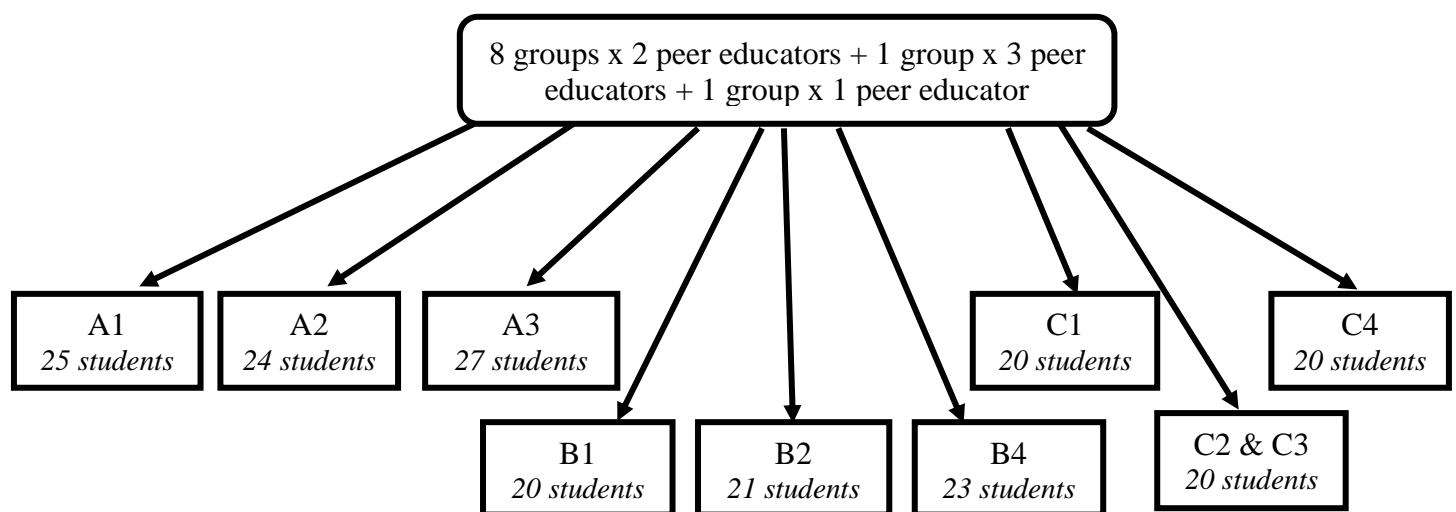 8 groups x 2 peer educators + 1 group x 3 peer
educators + 1 group x 1 peer educator
A1
25 students
A2
24 students
A3
27 students
C1
20 students
C4
20 students
B1
20 students
B2
21 students
B4
23 students
C2 & C3
20 students